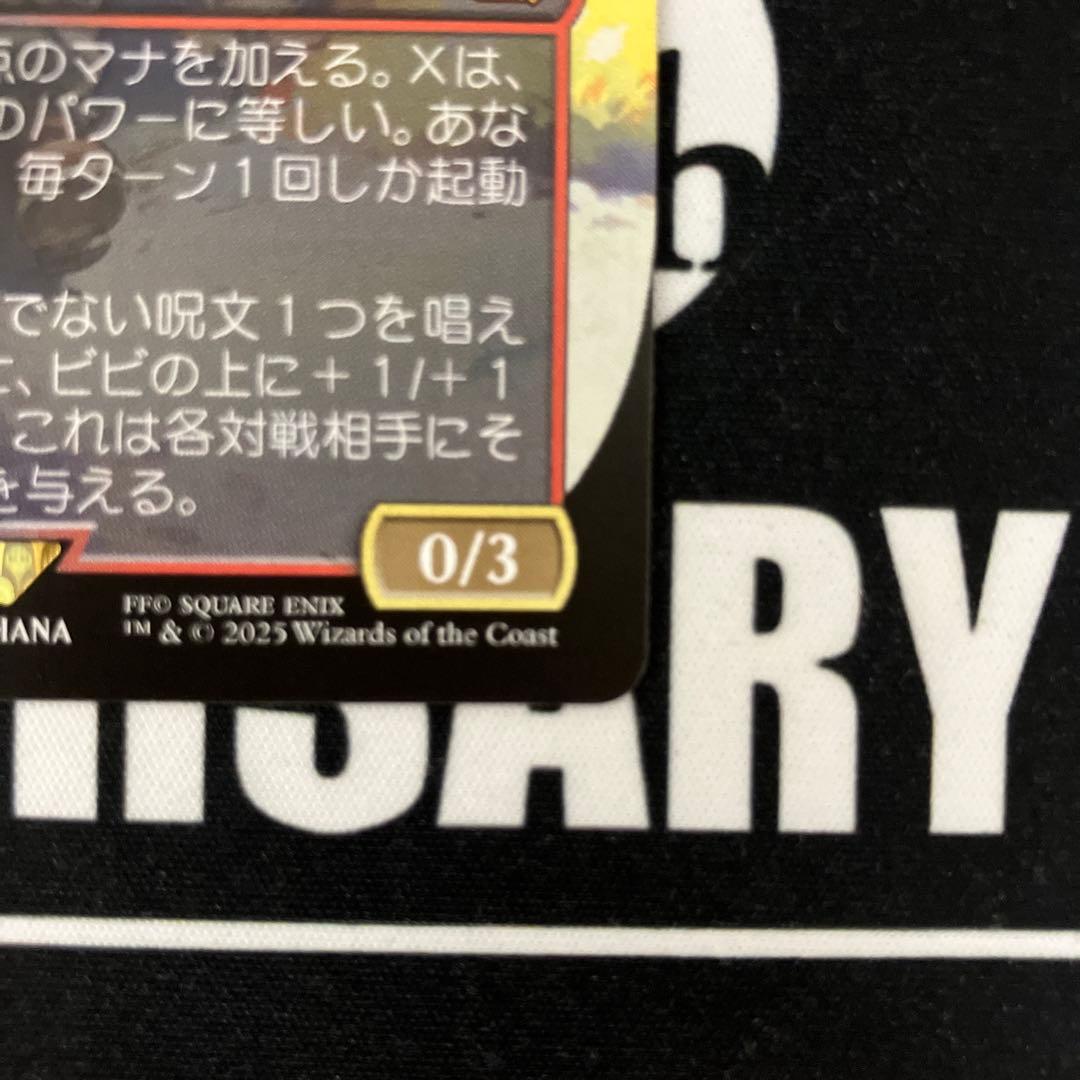 点のマナを加える。Xは、
のパワーに等しい。あな
毎ターン1回しか起動
でない呪文1つを唱え
に、ビビの上に+1/+1
これは各対戦相手にそ
を与える。
0/3
FF© SQUARE ENIX
HANA
™ & © 2025 Wizards of the Coast
h
RSARY